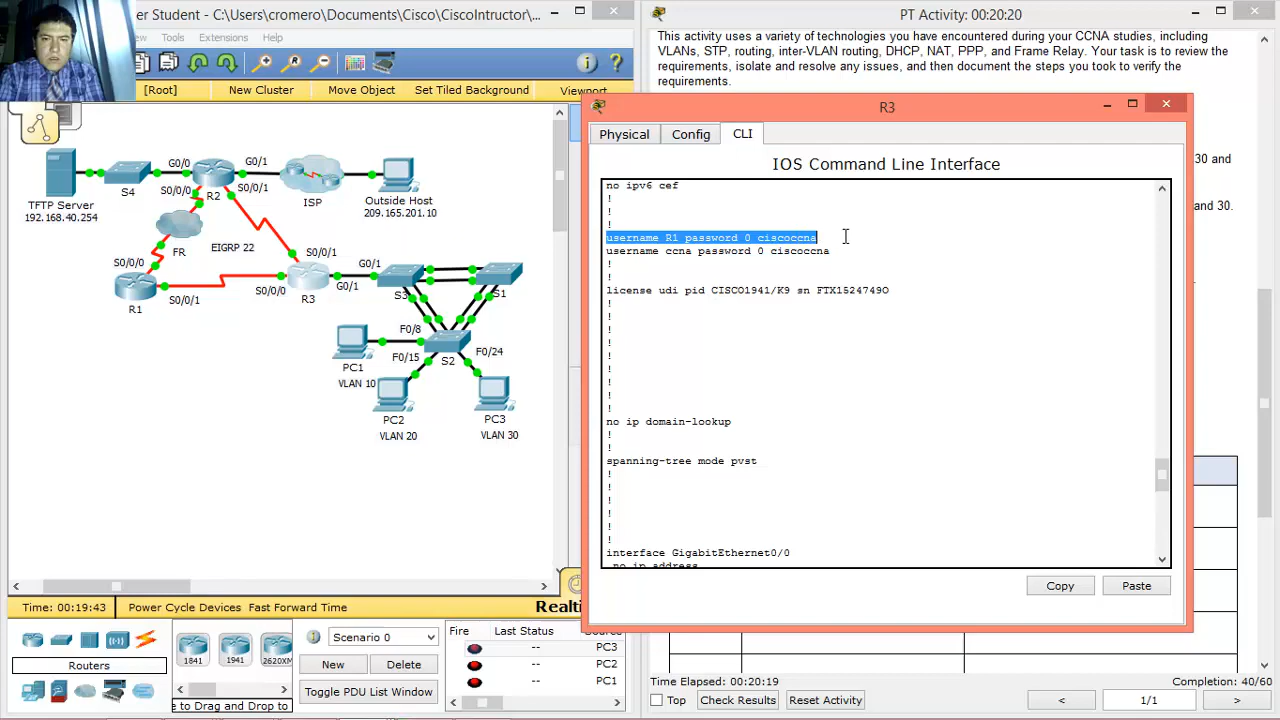 er Student - C:\Users\cromero\Documents\Cisco\CiscoIntructor\...
Tools Extensions Help
[Root] New Cluster Move Object Set Tiled Background Viewport
G0/0 G0/1
S4 S0/0/0 R2 S0/0/1 ISP
TFTP Server
192.168.40.254
Outside Host
209.165.201.10
FR EIGRP 22
S0/0/1
S0/0/0 G0/1
R1 S0/0/1 S0/0/0 R3 G0/1 S3 S1
F0/8
F0/15 S2 F0/24
PC1
VLAN 10
PC2
VLAN 20
PC3
VLAN 30
Time: 00:19:43 Power Cycle Devices Fast Forward Time Realti
Routers
1841 1941 2620XM
e to Drag and Drop to
Scenario 0
New Delete
Toggle PDU List Window
Fire Last Status Source
-- PC3
-- PC2
-- PC1
PT Activity: 00:20:20
This activity uses a variety of technologies you have encountered during your CCNA studies, including
VLANs, STP, routing, inter-VLAN routing, DHCP, NAT, PPP, and Frame Relay. Your task is to review the
requirements, isolate and resolve any issues, and then document the steps you took to verify the
requirements.
30 and
and 30.
R3
Physical Config CLI
IOS Command Line Interface
no ipv6 cef
!
!
!
username R1 password 0 ciscoccna
username ccna password 0 ciscoccna
!
!
license udi pid CISCO1941/K9 sn FTX1524749O
!
!
!
!
!
!
!
!
!
no ip domain-lookup
!
!
spanning-tree mode pvst
!
!
!
!
!
!
interface GigabitEthernet0/0
no ip address
Copy Paste
Time Elapsed: 00:20:19 Completion: 40/60
Top Check Results Reset Activity < 1/1 >